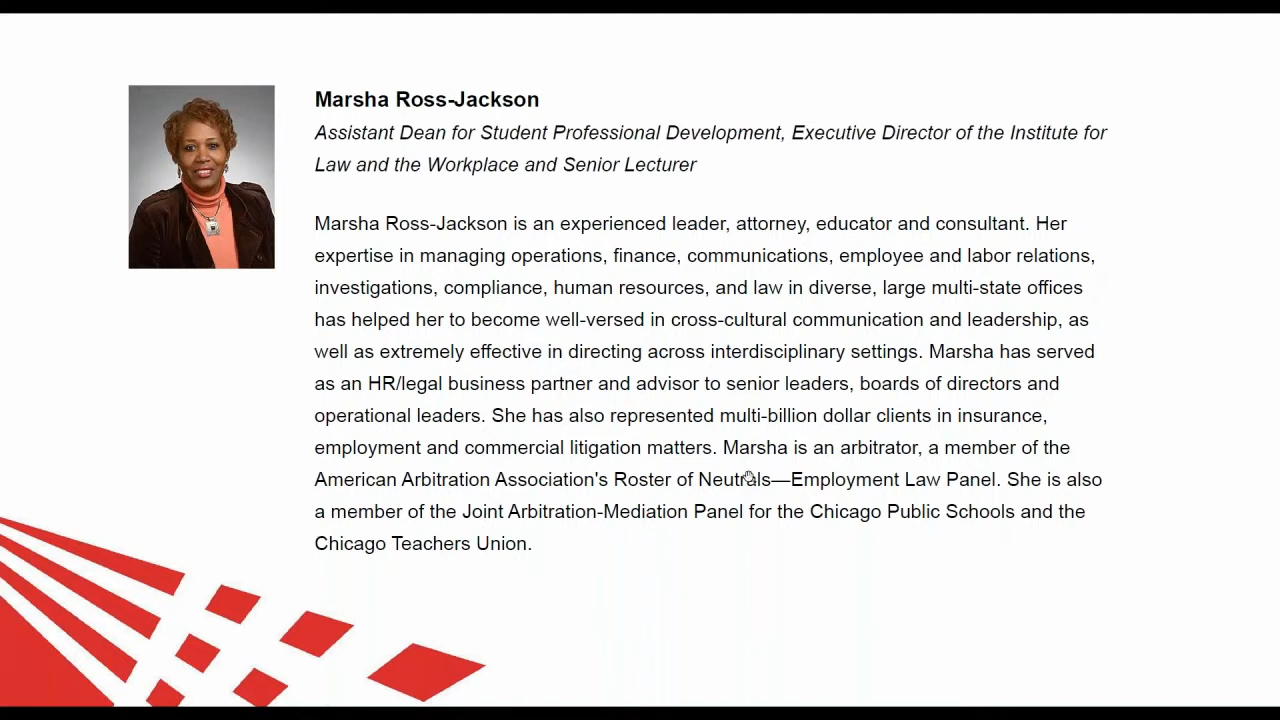 Marsha Ross-Jackson
Assistant Dean for Student Professional Development, Executive Director of the Institute for
Law and the Workplace and Senior Lecturer
Marsha Ross-Jackson is an experienced leader, attorney, educator and consultant. Her
expertise in managing operations, finance, communications, employee and labor relations,
investigations, compliance, human resources, and law in diverse, large multi-state offices
has helped her to become well-versed in cross-cultural communication and leadership, as
well as extremely effective in directing across interdisciplinary settings. Marsha has served
as an HR/legal business partner and advisor to senior leaders, boards of directors and
operational leaders. She has also represented multi-billion dollar clients in insurance,
employment and commercial litigation matters. Marsha is an arbitrator, a member of the
American Arbitration Association's Roster of Neutrals—Employment Law Panel. She is also
a member of the Joint Arbitration-Mediation Panel for the Chicago Public Schools and the
Chicago Teachers Union.